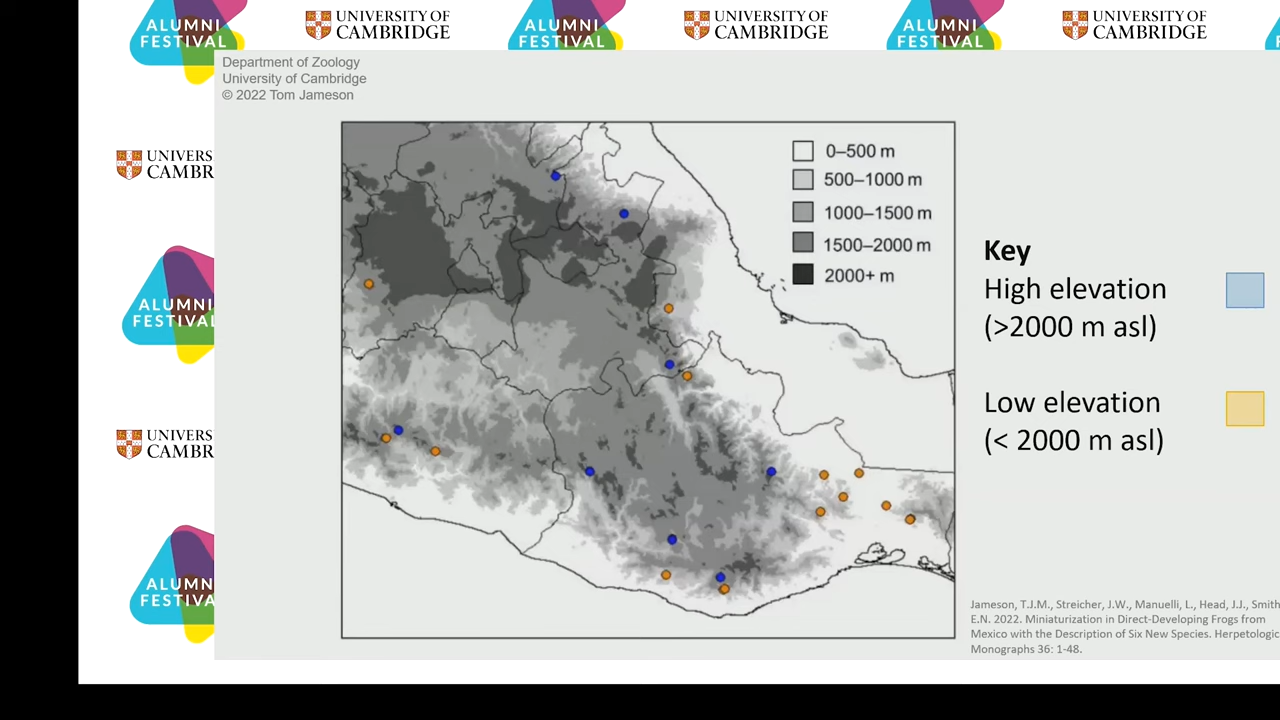 ALUMNI
FESTIVAL
UNIVERSITY OF
CAMBRIDGE
ALUMNI
FESTIVAL
UNIVERSITY OF
CAMBRIDGE
ALUMNI
FESTIVAL
UNIVERSITY OF
CAMBRIDGE
F
Department of Zoology
University of Cambridge
© 2022 Tom Jameson
UNIVERS
CAMBR
ALUMN
FESTIVAL
UNIVERS
CAMBR
ALUMN
FESTIVA
0–500 m
500–1000 m
1000–1500 m
1500–2000 m
2000+ m
Key
High elevation
(>2000 m asl)
Low elevation
(< 2000 m asl)
Jameson, T.J.M., Streicher, J.W., Manuelli, L., Head, J.J., Smith
E.N. 2022. Miniaturization in Direct-Developing Frogs from
Mexico with the Description of Six New Species. Herpetologic
Monographs 36: 1-48.